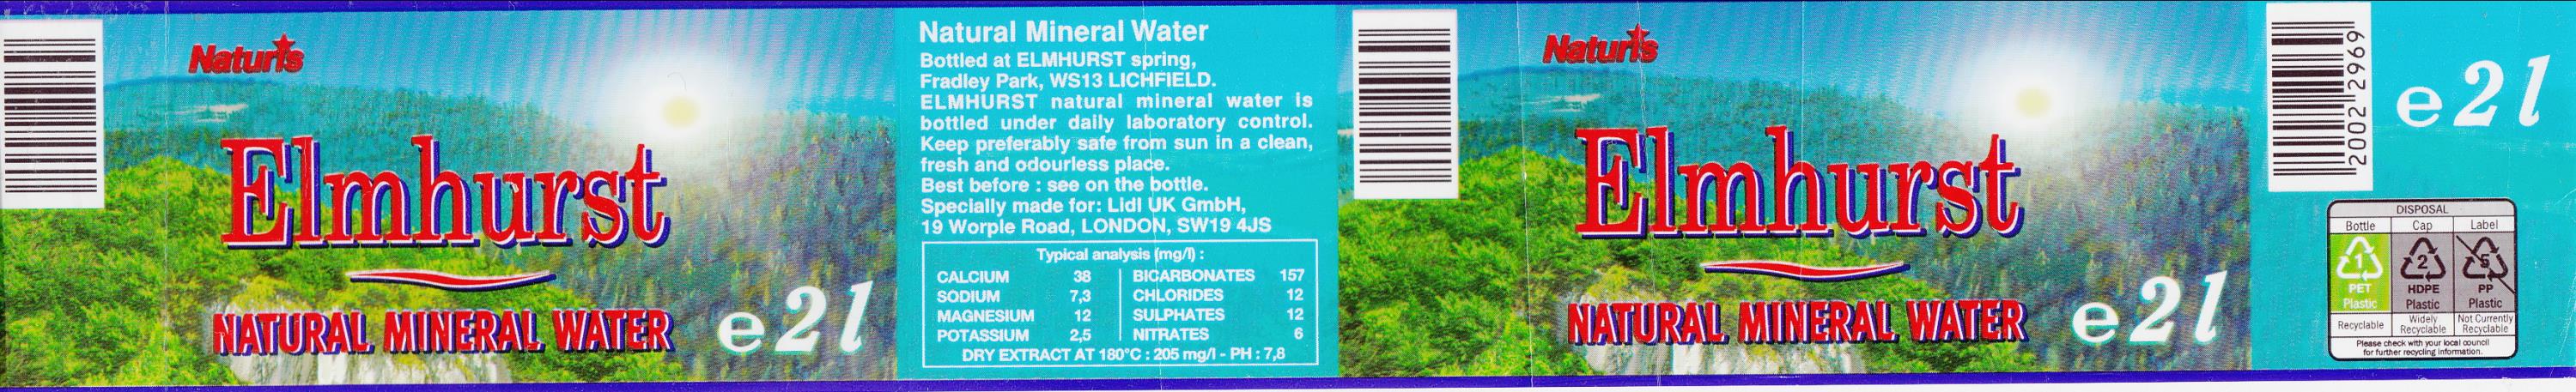 Naturis
Elmhurst
NATURAL MINERAL WATER
e 2 l
Natural Mineral Water
Bottled at ELMHURST spring,
Fradley Park, WS13 LICHFIELD.
ELMHURST natural mineral water is
bottled under daily laboratory control.
Keep preferably safe from sun in a clean,
fresh and odourless place.
Best before : see on the bottle.
Specially made for: Lidl UK GmbH,
19 Worple Road, LONDON, SW19 4JS
Typical analysis (mg/l) :
CALCIUM 38 BICARBONATES 157
SODIUM 7,3 CHLORIDES 12
MAGNESIUM 12 SULPHATES 12
POTASSIUM 2,5 NITRATES 6
DRY EXTRACT AT 180°C : 205 mg/l - PH : 7,8
Naturis
Elmhurst
NATURAL MINERAL WATER
e 2 l
2002 2969
e 2 l
DISPOSAL
Bottle Cap Label
1 2 5
PET HDPE PP
Plastic Plastic Plastic
Recyclable Widely Recyclable Not Currently Recyclable
Please check with your local council
for further recycling information.